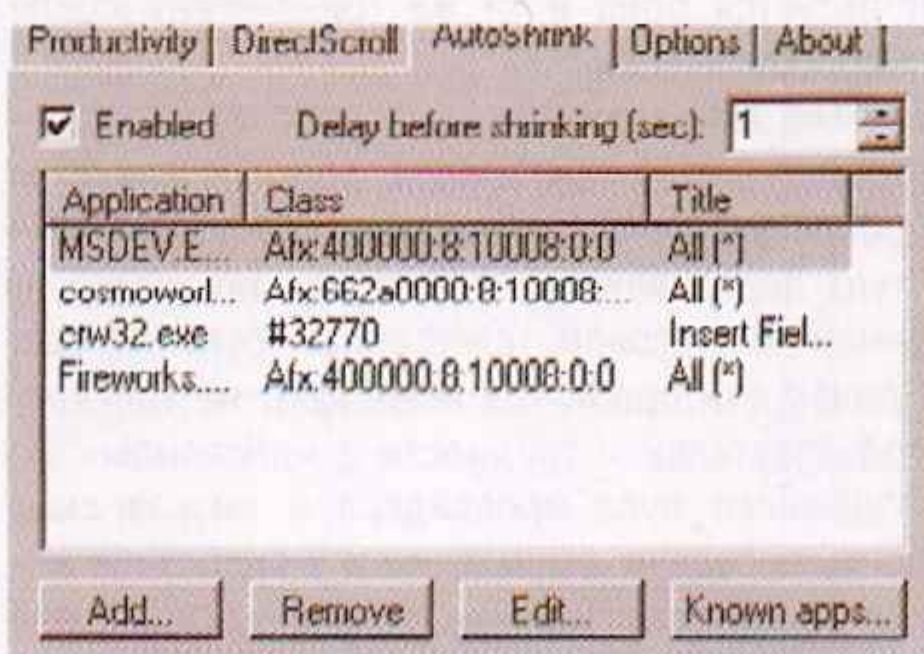 Productivity DirectScroll AutoShrink Options About
Enabled Delay before shrinking (sec): 1
Application Class Title
MSDEV.E... Afx:400000:8:10008:0:0 All (*)
cosmoworl... Afx:662a0000:8:10008:... All (*)
crw32.exe #32770 Insert Fiel...
Fireworks.... Afx:400000:8:10008:0:0 All (*)
Add... Remove Edit... Known apps...